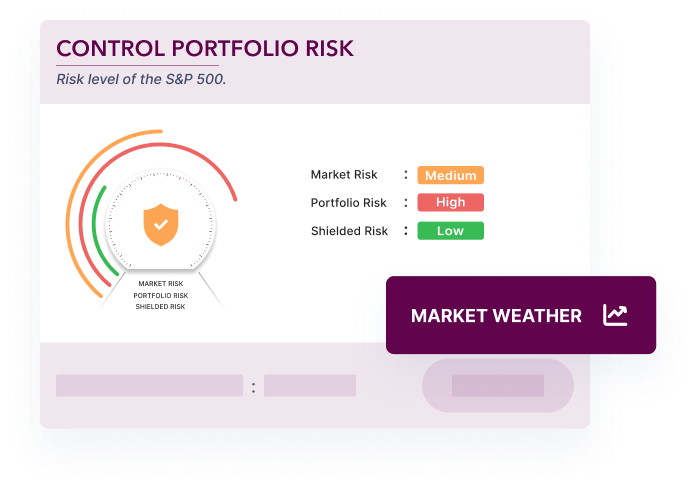 CONTROL PORTFOLIO RISK
Risk level of the S&P 500.
Market Risk : Medium
Portfolio Risk : High
Shielded Risk : Low
MARKET RISK
PORTFOLIO RISK
SHIELDED RISK
MARKET WEATHER
: